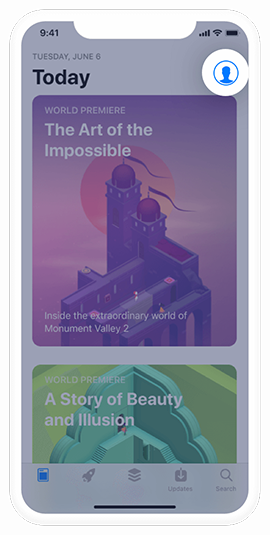 9:41
TUESDAY, JUNE 6
Today
WORLD PREMIERE
The Art of the
Impossible
Inside the extraordinary world of
Monument Valley 2
WORLD PREMIERE
A Story of Beauty
and Illusion
Updates
Search